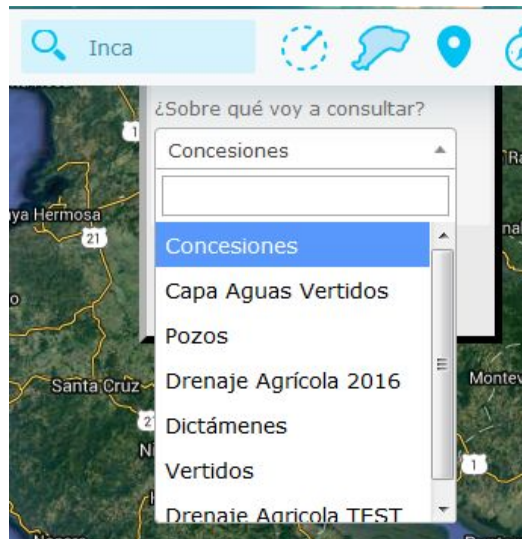 Inca
¿Sobre qué voy a consultar?
Concesiones
Concesiones
Capa Aguas Vertidos
Pozos
Drenaje Agrícola 2016
Dictámenes
Vertidos
Drenaje Agricola TEST
ya Hermosa
21
Santa Cruz
Montev
1